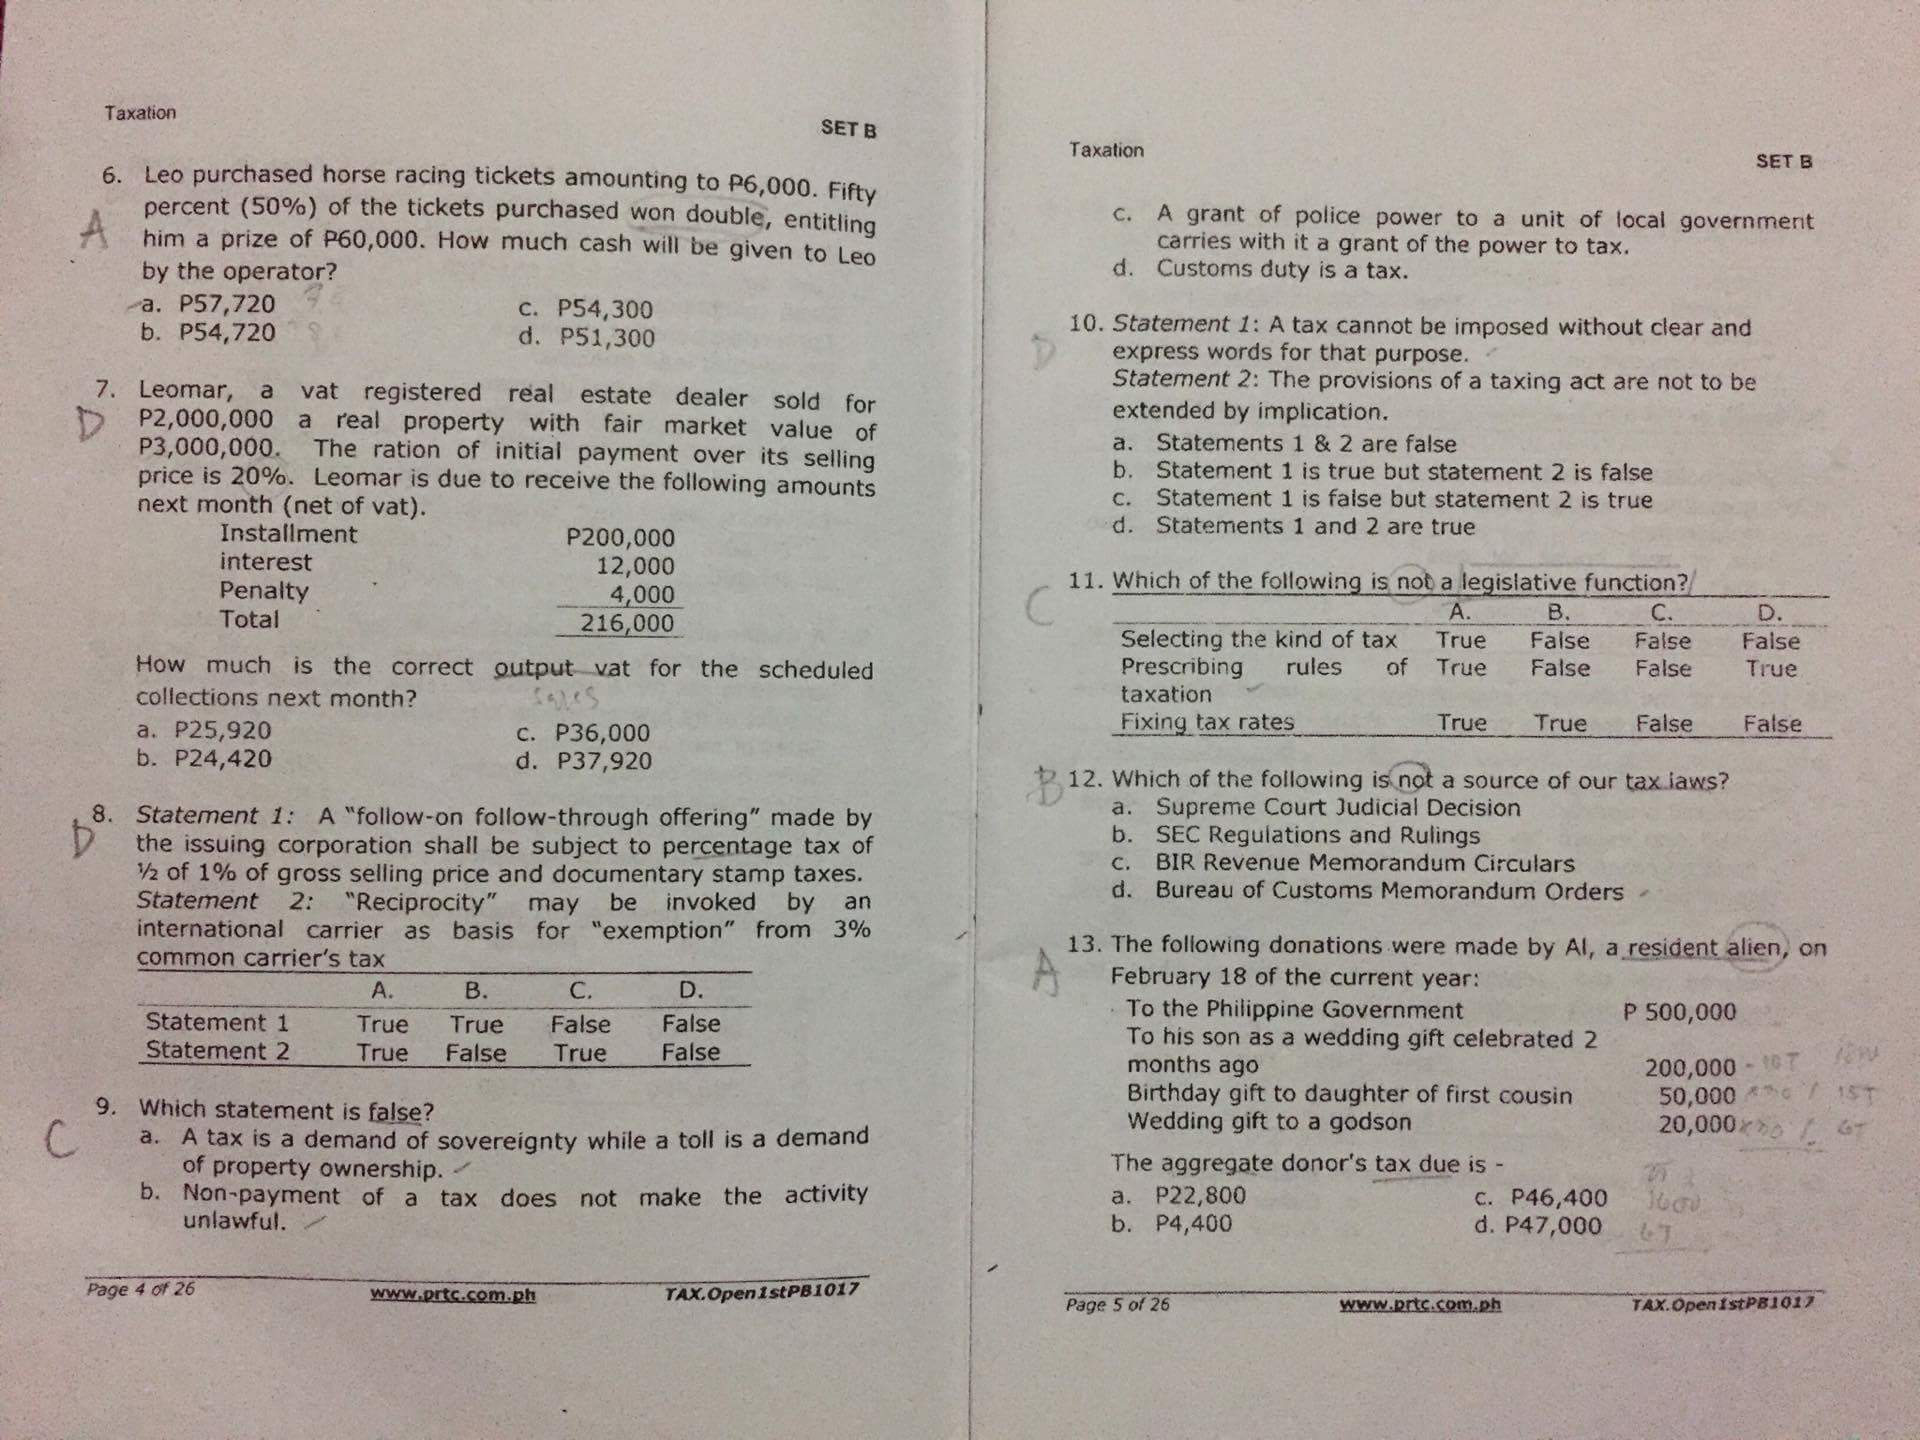 Taxation
SET B
6. Leo purchased horse racing tickets amounting to ₱6,000. Fifty
percent (50%) of the tickets purchased won double, entitling
A
him a prize of ₱60,000. How much cash will be given to Leo
by the operator?
a. P57,720
c. P54,300
b. P54,720
d. P51,300
7. Leomar, a vat registered real estate dealer sold for
D
P2,000,000 a real property with fair market value of
P3,000,000. The ration of initial payment over its selling
price is 20%. Leomar is due to receive the following amounts
next month (net of vat).
Installment P200,000
interest 12,000
Penalty 4,000
Total 216,000
How much is the correct output vat for the scheduled
collections next month?
sales
a. P25,920
c. P36,000
b. P24,420
d. P37,920
8. Statement 1: A "follow-on follow-through offering" made by
D
the issuing corporation shall be subject to percentage tax of
½ of 1% of gross selling price and documentary stamp taxes.
Statement 2: "Reciprocity" may be invoked by an
international carrier as basis for "exemption" from 3%
common carrier's tax
A. B. C. D.
Statement 1 True True False False
Statement 2 True False True False
9. Which statement is false?
C
a. A tax is a demand of sovereignty while a toll is a demand
of property ownership.
b. Non-payment of a tax does not make the activity
unlawful.
Page 4 of 26
www.prtc.com.ph
TAX.Open1stPB1017
Taxation
SET B
c. A grant of police power to a unit of local government
carries with it a grant of the power to tax.
d. Customs duty is a tax.
10. Statement 1: A tax cannot be imposed without clear and
D
express words for that purpose.
Statement 2: The provisions of a taxing act are not to be
extended by implication.
a. Statements 1 & 2 are false
b. Statement 1 is true but statement 2 is false
c. Statement 1 is false but statement 2 is true
d. Statements 1 and 2 are true
11. Which of the following is not a legislative function?
C
A. B. C. D.
Selecting the kind of tax True False False False
Prescribing rules of True False False True
taxation
Fixing tax rates True True False False
12. Which of the following is not a source of our tax laws?
B
a. Supreme Court Judicial Decision
b. SEC Regulations and Rulings
c. BIR Revenue Memorandum Circulars
d. Bureau of Customs Memorandum Orders
13. The following donations were made by Al, a resident alien, on
A
February 18 of the current year:
To the Philippine Government P 500,000
To his son as a wedding gift celebrated 2
months ago 200,000
Birthday gift to daughter of first cousin 50,000 15T
Wedding gift to a godson 20,000 6T
The aggregate donor's tax due is -
a. P22,800
c. P46,400
b. P4,400
d. P47,000
Page 5 of 26
www.prtc.com.ph
TAX.Open1stPB1017